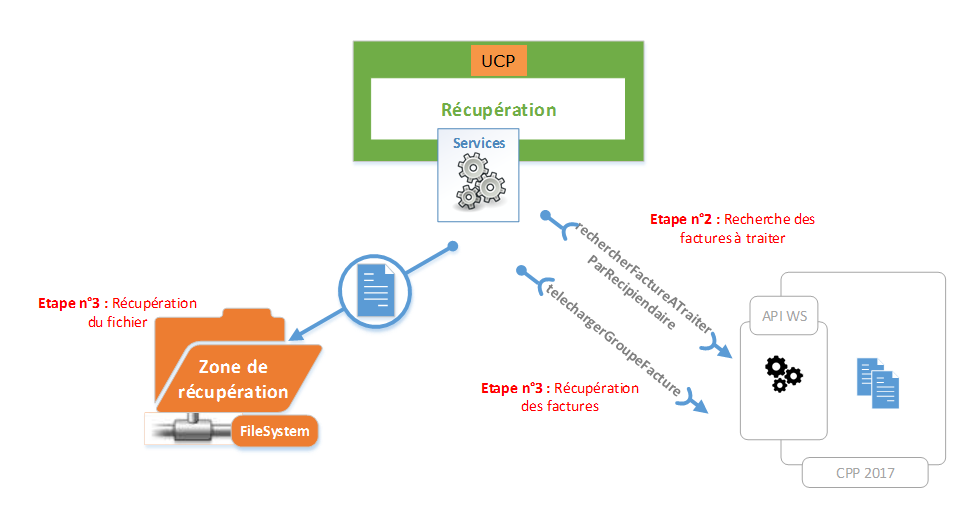 UCP
Récupération
Services
Etape n°2 : Recherche des
factures à traiter
rechercherFactureATraiter
ParRecipiendaire
telechargerGroupeFacture
Etape n°3 : Récupération
du fichier
Zone de
récupération
FileSystem
Etape n°3 : Récupération
des factures
API WS
CPP 2017